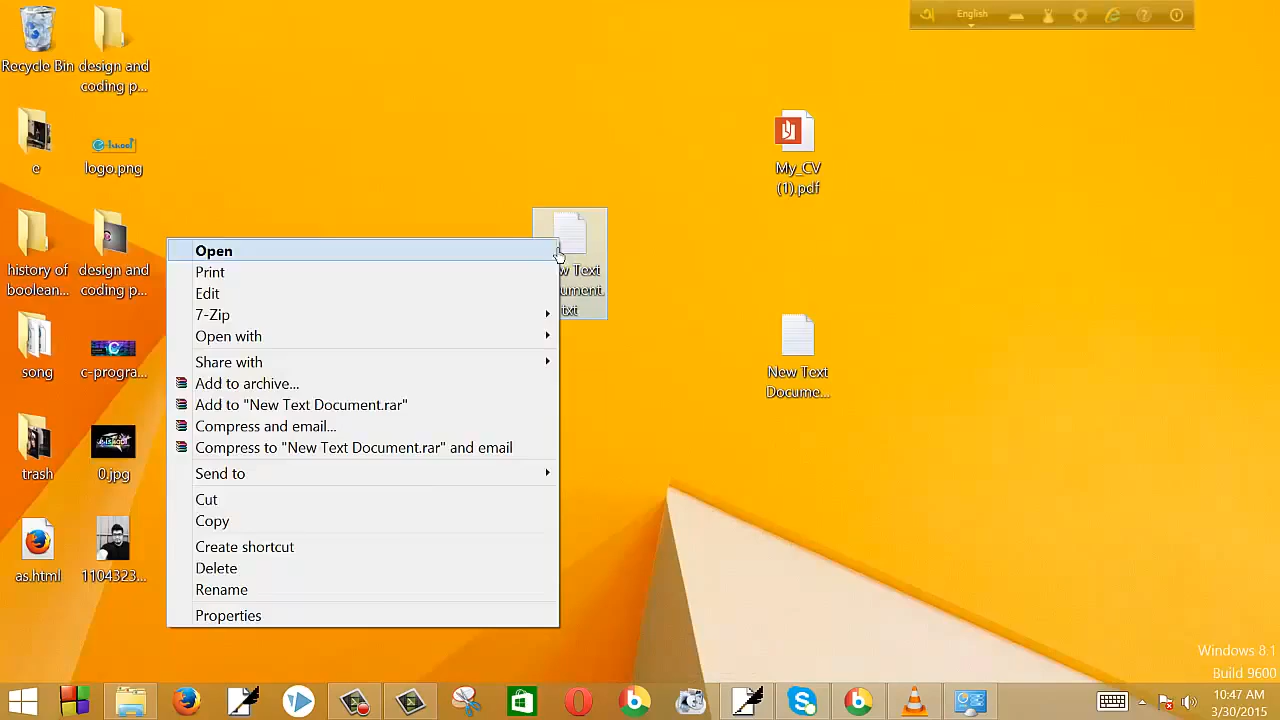 English
Recycle Bin
design and
coding p...
My_CV
(1).pdf
e
logo.png
history of
boolean...
design and
coding p...
w Text
ument.
txt
song
c-progra...
New Text
Docume...
trash
0.jpg
as.html
1104323...
Open
Print
Edit
7-Zip
Open with
Share with
Add to archive...
Add to "New Text Document.rar"
Compress and email...
Compress to "New Text Document.rar" and email
Send to
Cut
Copy
Create shortcut
Delete
Rename
Properties
Windows 8.1
Build 9600
10:47 AM
3/30/2015